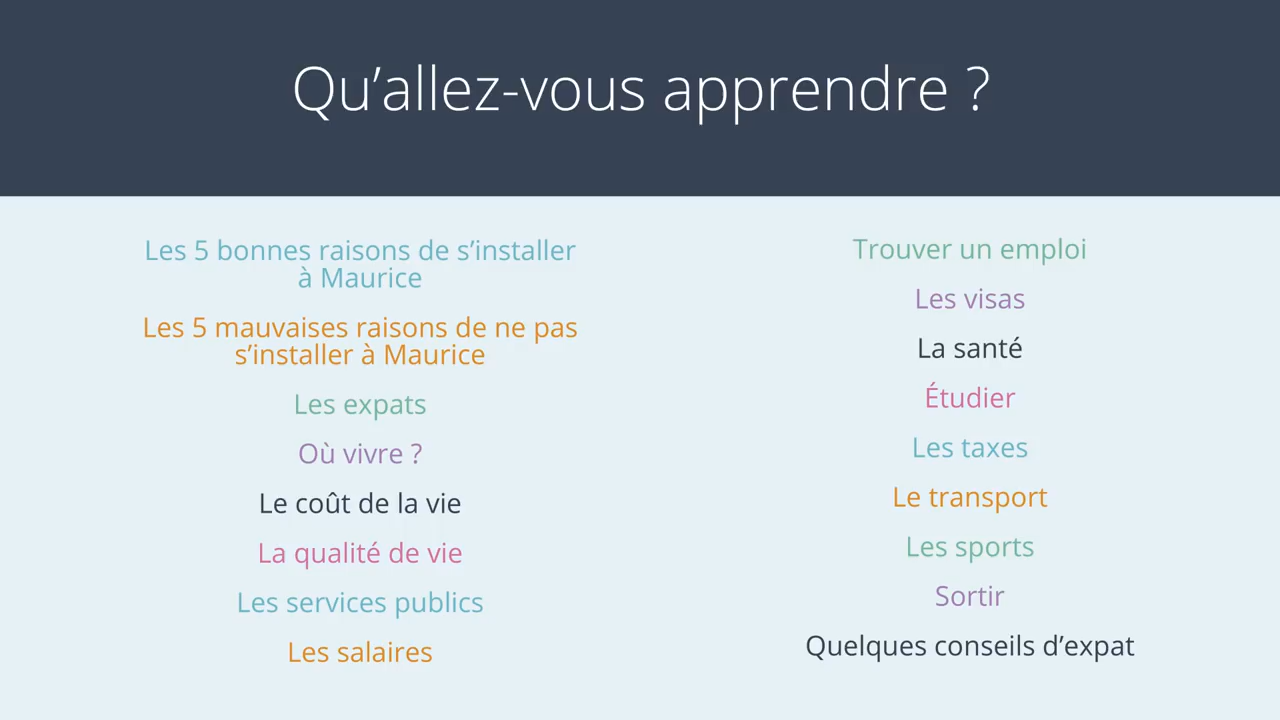 Qu’allez-vous apprendre ?
Les 5 bonnes raisons de s’installer
à Maurice
Les 5 mauvaises raisons de ne pas
s’installer à Maurice
Les expats
Où vivre ?
Le coût de la vie
La qualité de vie
Les services publics
Les salaires
Trouver un emploi
Les visas
La santé
Étudier
Les taxes
Le transport
Les sports
Sortir
Quelques conseils d’expat